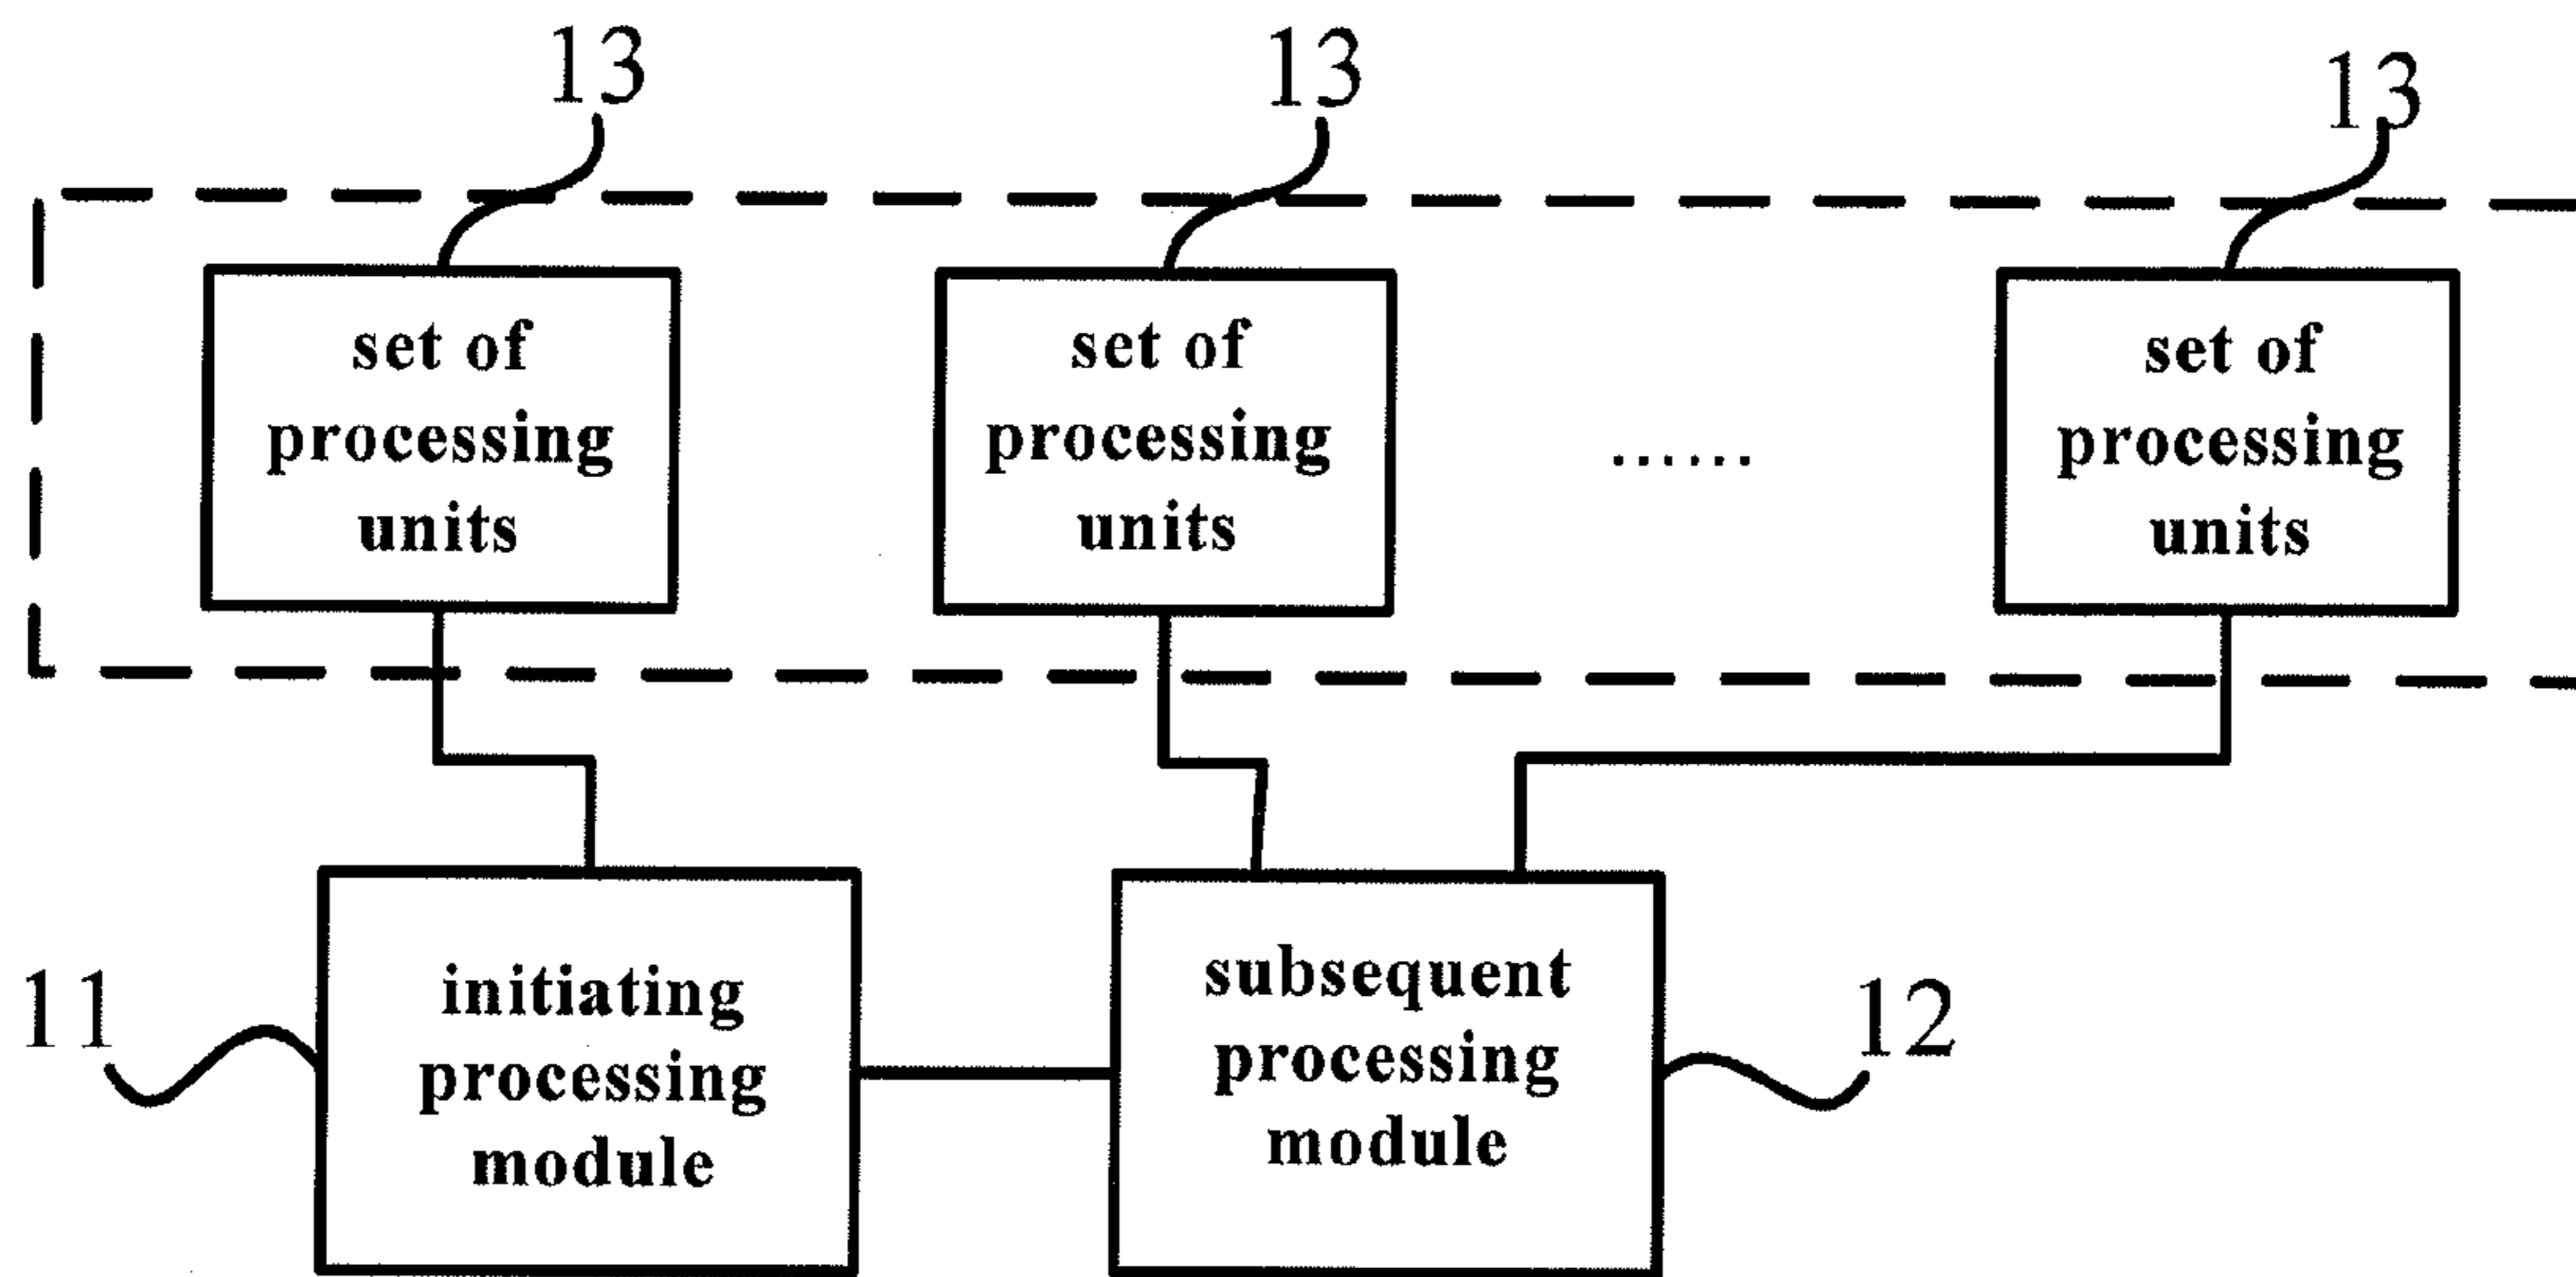 13
13
13
set of
processing
units
set of
processing
units
......
set of
processing
units
11
initiating
processing
module
subsequent
processing
module
12